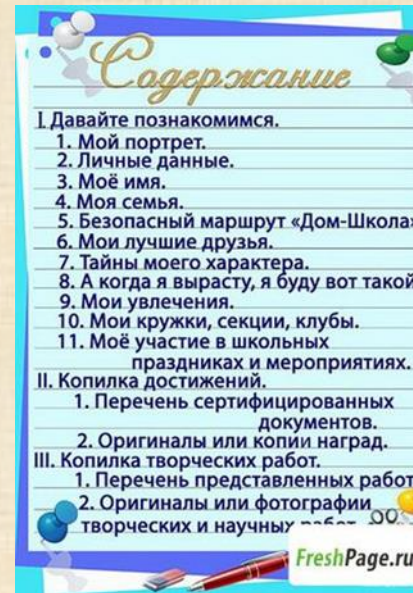 Содержание
I. Давайте познакомимся.
1. Мой портрет.
2. Личные данные.
3. Моё имя.
4. Моя семья.
5. Безопасный маршрут «Дом-Школа»
6. Мои лучшие друзья.
7. Тайны моего характера.
8. А когда я вырасту, я буду вот такой
9. Мои увлечения.
10. Мои кружки, секции, клубы.
11. Моё участие в школьных
праздниках и мероприятиях.
II. Копилка достижений.
1. Перечень сертифицированных
документов.
2. Оригиналы или копии наград.
III. Копилка творческих работ.
1. Перечень представленных работ
2. Оригиналы или фотографии
творческих и научных работ
FreshPage.ru